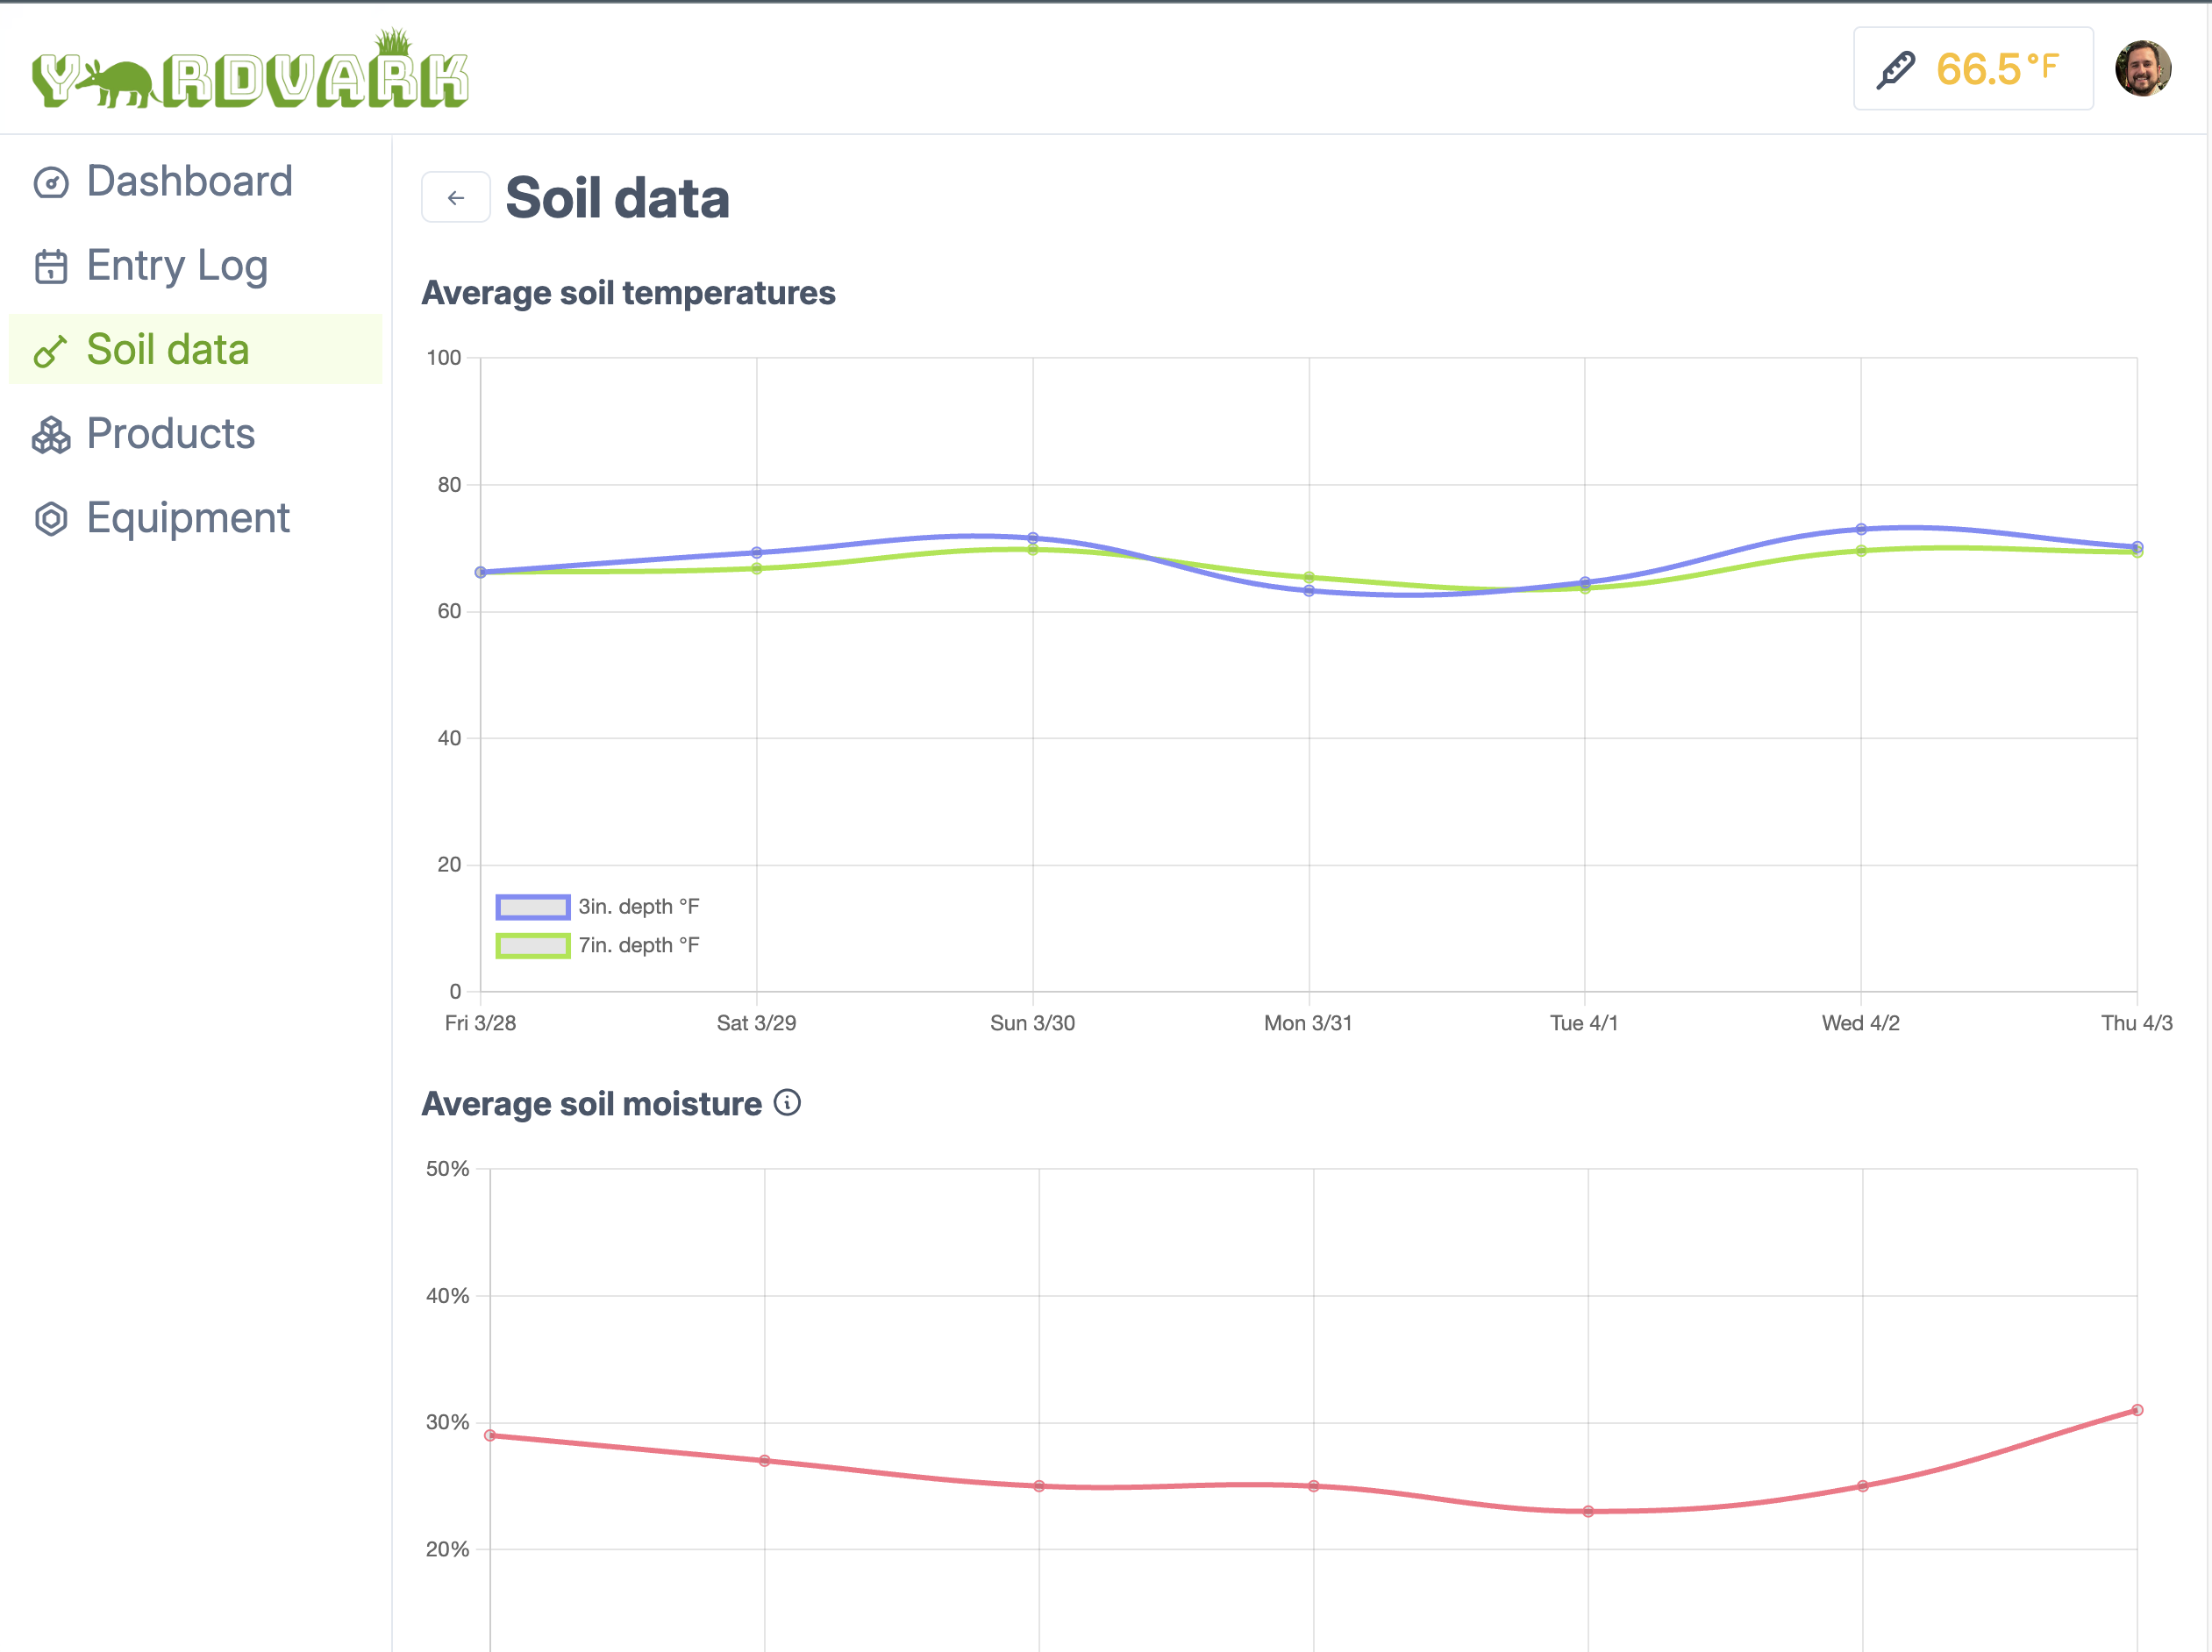 YARDVARK
66.5°F
Dashboard
Entry Log
Soil data
Products
Equipment
Soil data
Average soil temperatures
100
80
60
40
20
0
3in. depth °F
7in. depth °F
Fri 3/28 Sat 3/29 Sun 3/30 Mon 3/31 Tue 4/1 Wed 4/2 Thu 4/3
Average soil moisture
50%
40%
30%
20%